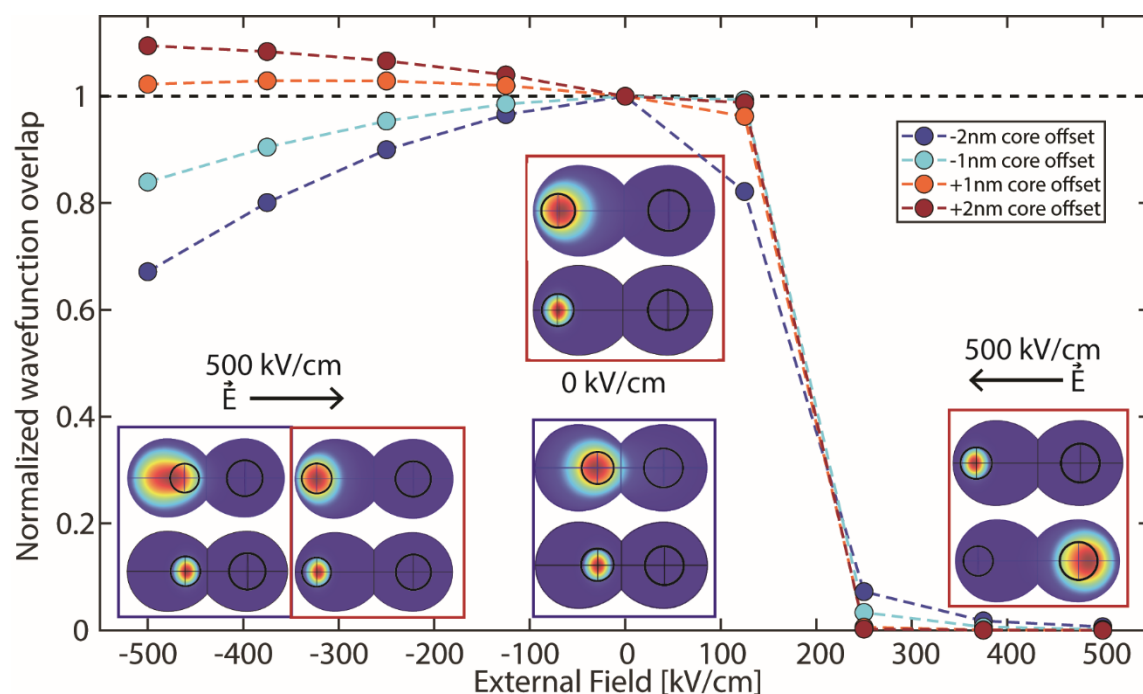 Normalized wavefunction overlap
1
0.8
0.6
0.4
0.2
0
-2nm core offset
-1nm core offset
+1nm core offset
+2nm core offset
500 kV/cm
E
0 kV/cm
500 kV/cm
E
-500 -400 -300 -200 -100 0 100 200 300 400 500
External Field [kV/cm]